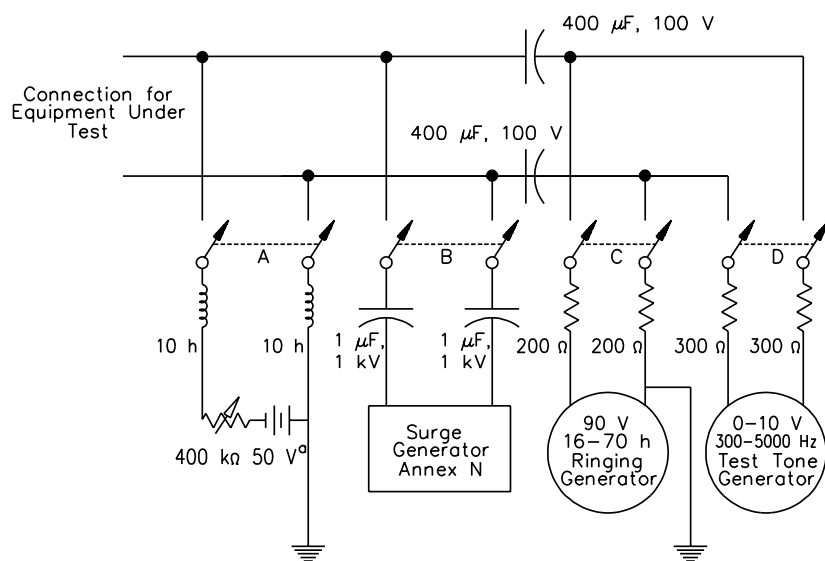 400 µF, 100 V
Connection for
Equipment Under
Test
400 µF, 100 V
A
B
C
D
10 h
10 h
1 µF,
1 kV
1 µF,
1 kV
200 Ω
200 Ω
300 Ω
300 Ω
400 kΩ
50 Vª
Surge
Generator
Annex N
90 V
16-70 h
Ringing
Generator
0-10 V
300-5000 Hz
Test Tone
Generator